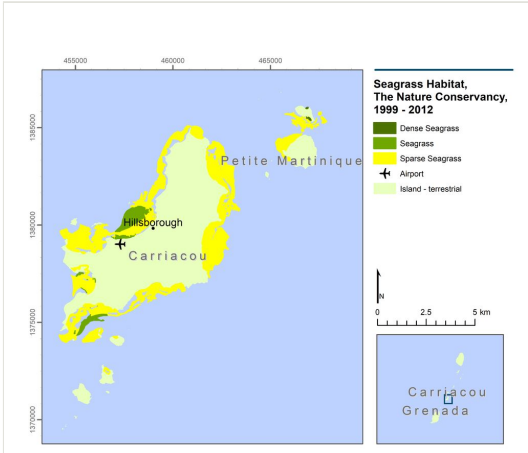 455000 460000 465000
1385000
1380000
1375000
1370000
Petite Martinique
Hillsborough
Carriacou
Seagrass Habitat,
The Nature Conservancy,
1999 - 2012
Dense Seagrass
Seagrass
Sparse Seagrass
Airport
Island - terrestrial
N
0 2.5 5 km
Carriacou
Grenada